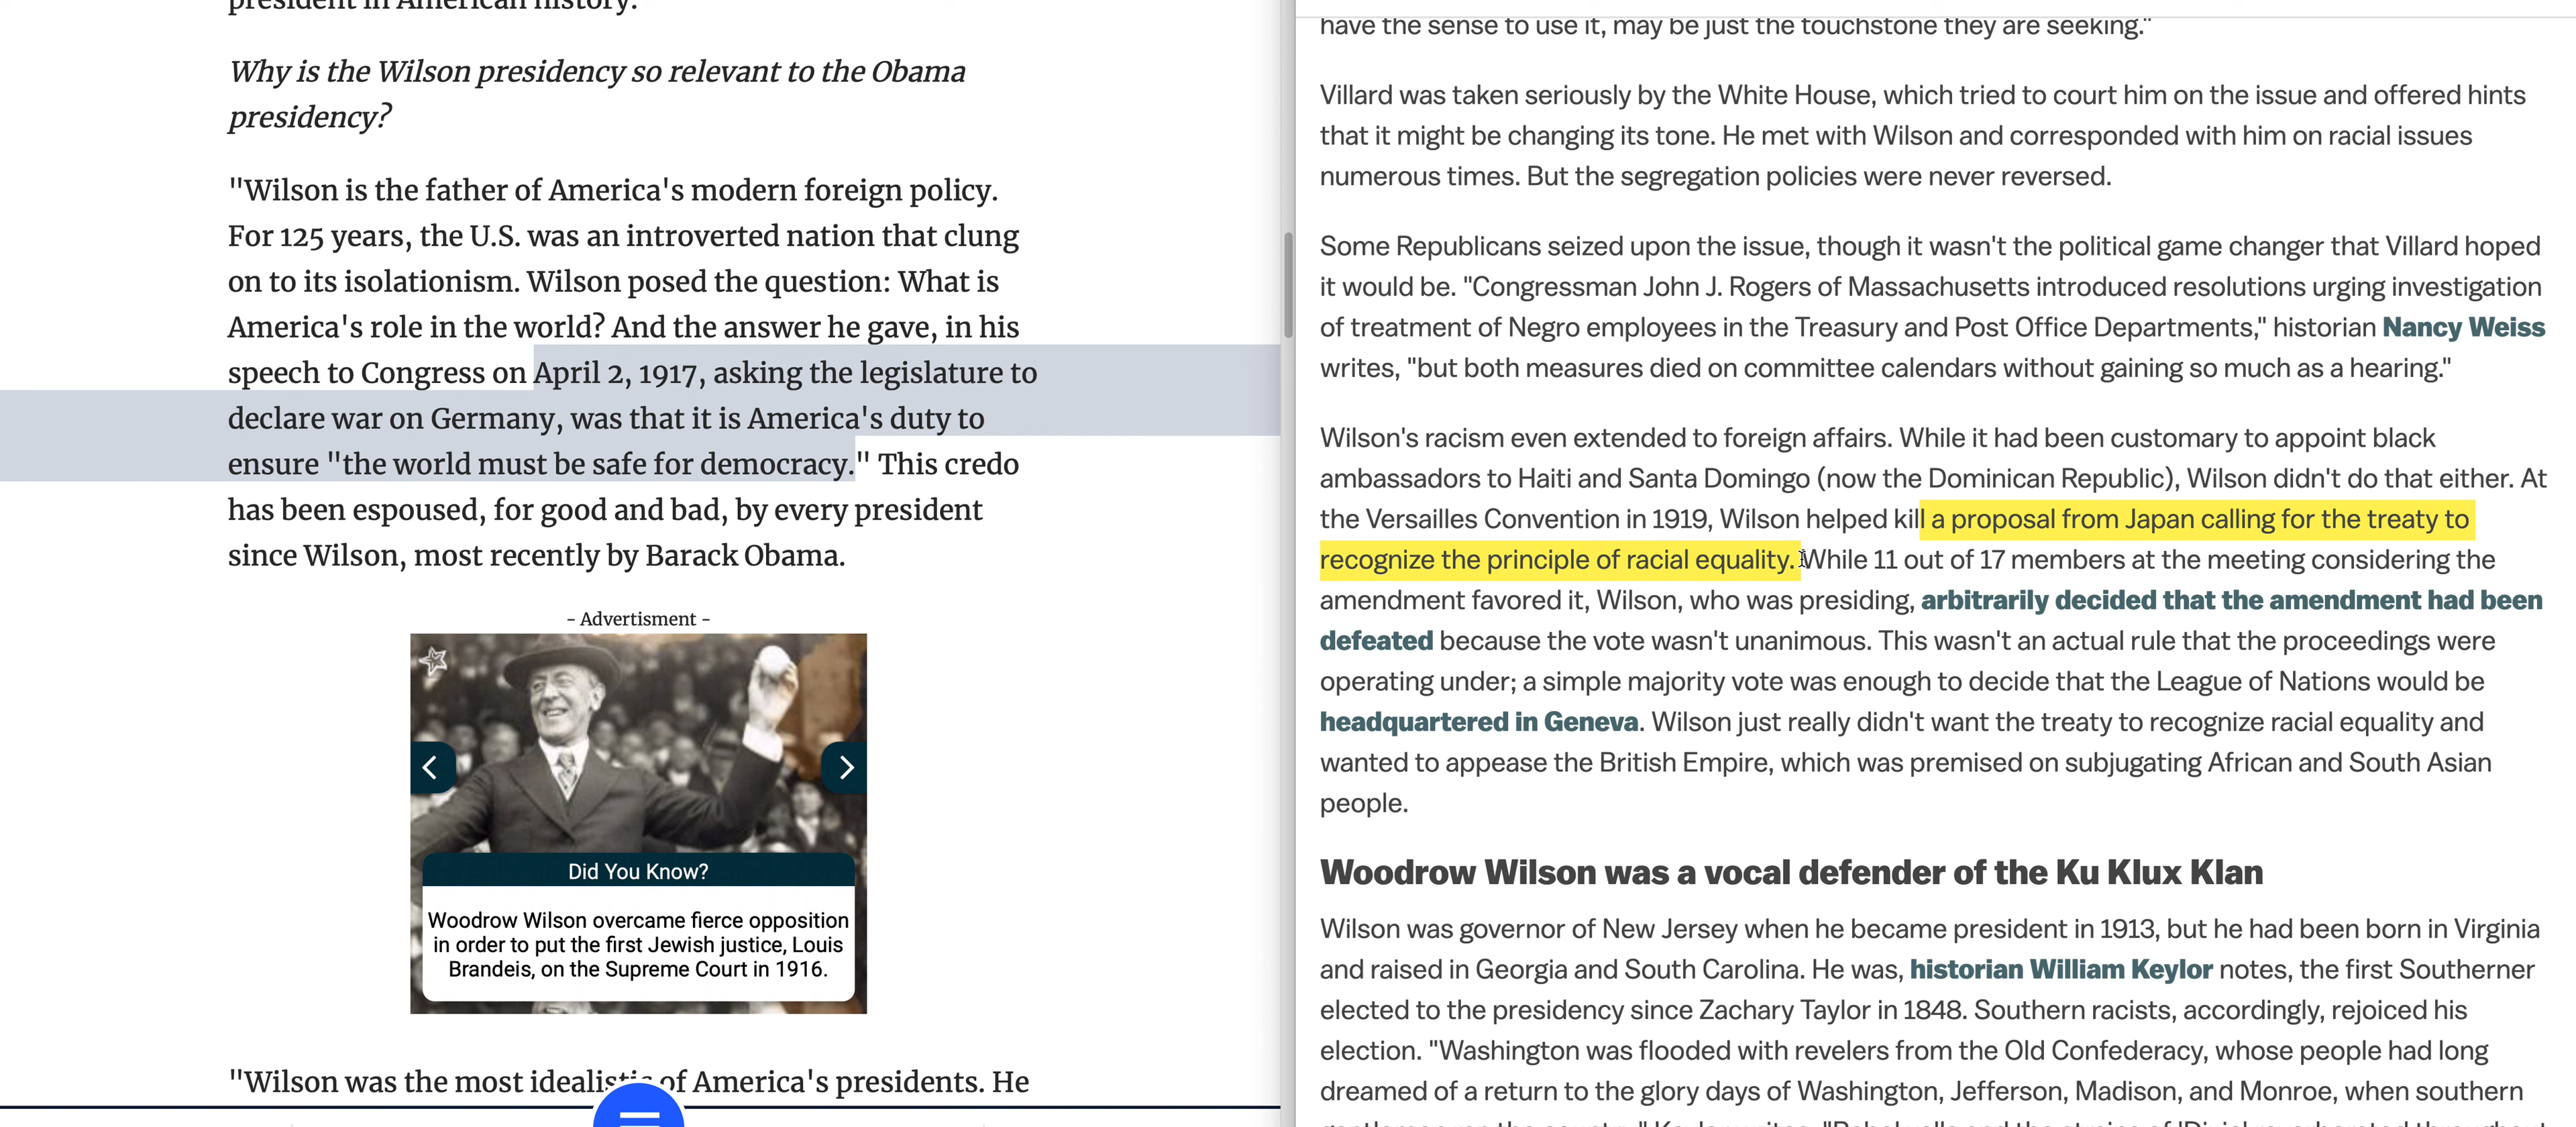 president in American history.
Why is the Wilson presidency so relevant to the Obama
presidency?
"Wilson is the father of America's modern foreign policy.
For 125 years, the U.S. was an introverted nation that clung
on to its isolationism. Wilson posed the question: What is
America's role in the world? And the answer he gave, in his
speech to Congress on April 2, 1917, asking the legislature to
declare war on Germany, was that it is America's duty to
ensure "the world must be safe for democracy." This credo
has been espoused, for good and bad, by every president
since Wilson, most recently by Barack Obama.
- Advertisment -
Did You Know?
Woodrow Wilson overcame fierce opposition
in order to put the first Jewish justice, Louis
Brandeis, on the Supreme Court in 1916.
"Wilson was the most idealistic of America's presidents. He
have the sense to use it, may be just the touchstone they are seeking."
Villard was taken seriously by the White House, which tried to court him on the issue and offered hints
that it might be changing its tone. He met with Wilson and corresponded with him on racial issues
numerous times. But the segregation policies were never reversed.
Some Republicans seized upon the issue, though it wasn't the political game changer that Villard hoped
it would be. "Congressman John J. Rogers of Massachusetts introduced resolutions urging investigation
of treatment of Negro employees in the Treasury and Post Office Departments," historian Nancy Weiss
writes, "but both measures died on committee calendars without gaining so much as a hearing."
Wilson's racism even extended to foreign affairs. While it had been customary to appoint black
ambassadors to Haiti and Santa Domingo (now the Dominican Republic), Wilson didn't do that either. At
the Versailles Convention in 1919, Wilson helped kill a proposal from Japan calling for the treaty to
recognize the principle of racial equality. While 11 out of 17 members at the meeting considering the
amendment favored it, Wilson, who was presiding, arbitrarily decided that the amendment had been
defeated because the vote wasn't unanimous. This wasn't an actual rule that the proceedings were
operating under; a simple majority vote was enough to decide that the League of Nations would be
headquartered in Geneva. Wilson just really didn't want the treaty to recognize racial equality and
wanted to appease the British Empire, which was premised on subjugating African and South Asian
people.
Woodrow Wilson was a vocal defender of the Ku Klux Klan
Wilson was governor of New Jersey when he became president in 1913, but he had been born in Virginia
and raised in Georgia and South Carolina. He was, historian William Keylor notes, the first Southerner
elected to the presidency since Zachary Taylor in 1848. Southern racists, accordingly, rejoiced his
election. "Washington was flooded with revelers from the Old Confederacy, whose people had long
dreamed of a return to the glory days of Washington, Jefferson, Madison, and Monroe, when southern